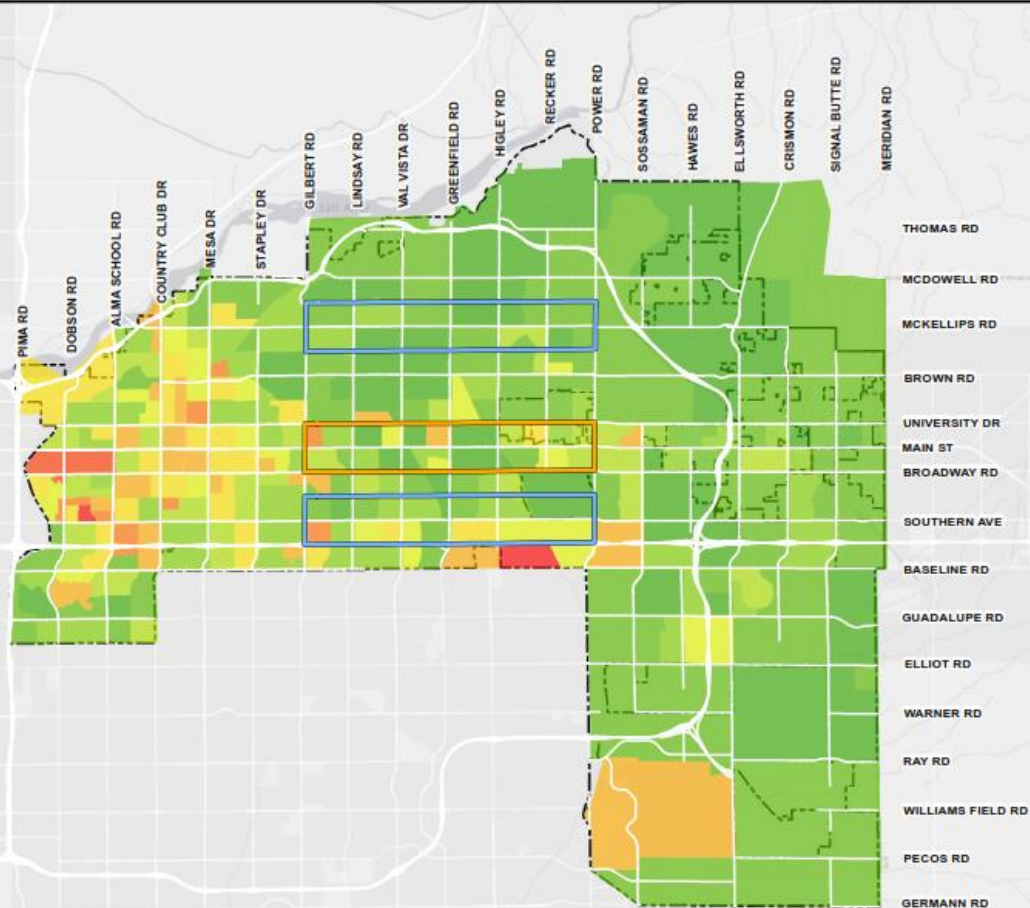 PIMA RD
DOBSON RD
ALMA SCHOOL RD
COUNTRY CLUB DR
MESA DR
STAPLEY DR
GILBERT RD
LINDSAY RD
VAL VISTA DR
GREENFIELD RD
HIGLEY RD
RECKER RD
POWER RD
SOSSAMAN RD
HAWES RD
ELLSWORTH RD
CRISMON RD
SIGNAL BUTTE RD
MERIDIAN RD
THOMAS RD
MCDOWELL RD
MCKELLIPS RD
BROWN RD
UNIVERSITY DR
MAIN ST
BROADWAY RD
SOUTHERN AVE
BASELINE RD
GUADALUPE RD
ELLIOT RD
WARNER RD
RAY RD
WILLIAMS FIELD RD
PECOS RD
GERMANN RD